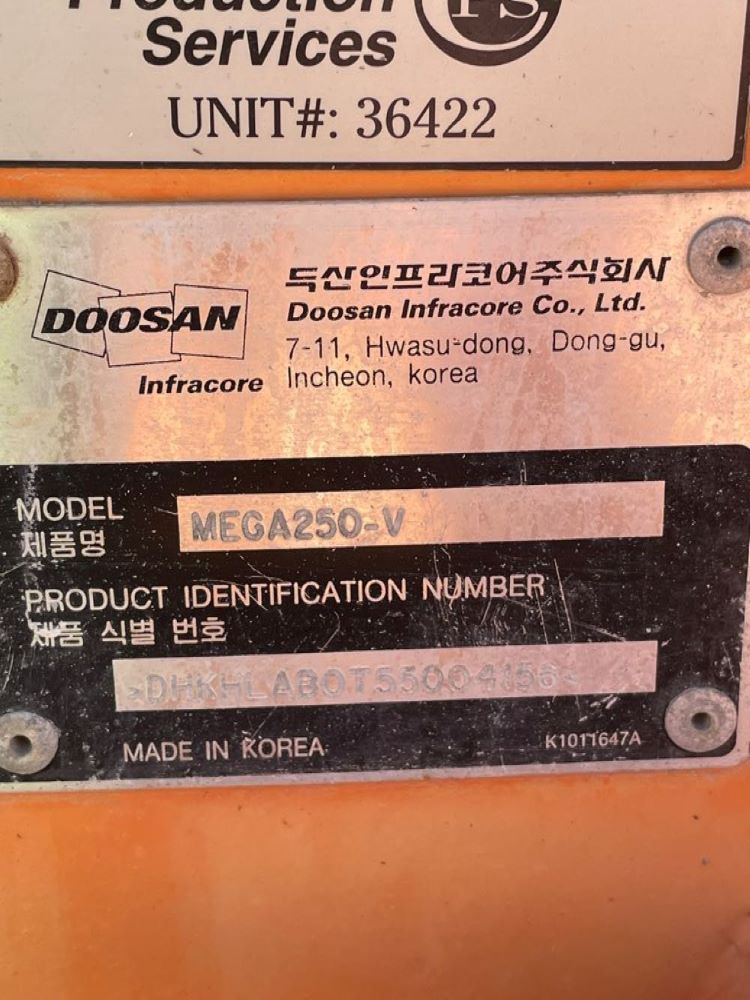 Production
PS
Services
UNIT#: 36422
두산인프라코어주식회사
DOOSAN
Doosan Infracore Co., Ltd.
7-11, Hwasu-dong, Dong-gu,
Infracore
Incheon, korea
MODEL
제품명
MEGA250-V
PRODUCT IDENTIFICATION NUMBER
제품 식별 번호
>DHKHLAB0T55004156<
MADE IN KOREA
K1011647A